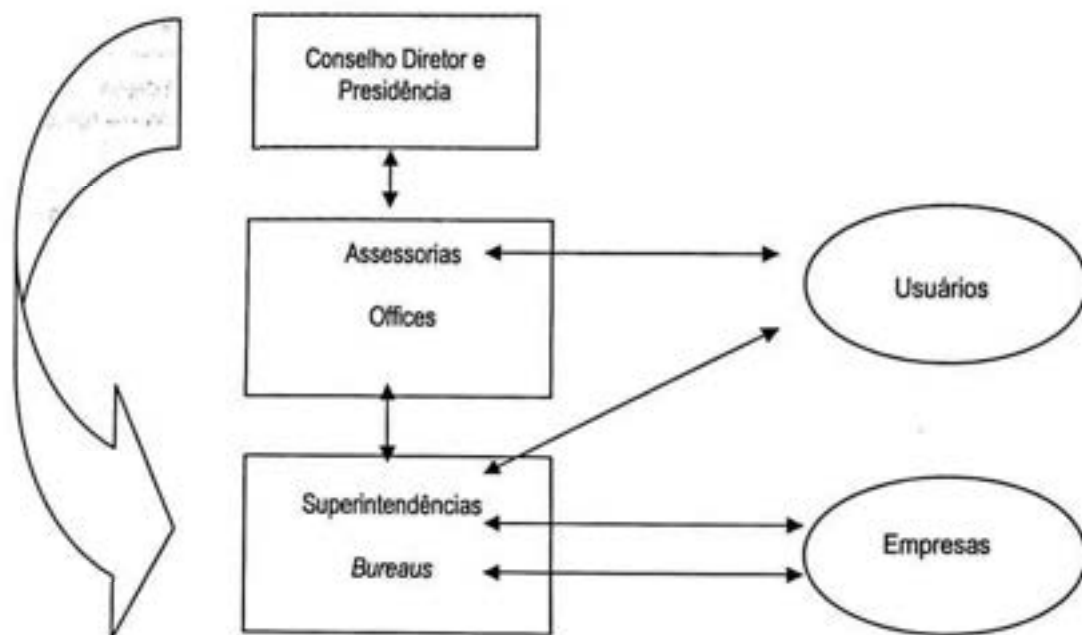 Conselho Diretor e
Presidência
Assessorias
Offices
Usuários
Superintendências
Bureaus
Empresas